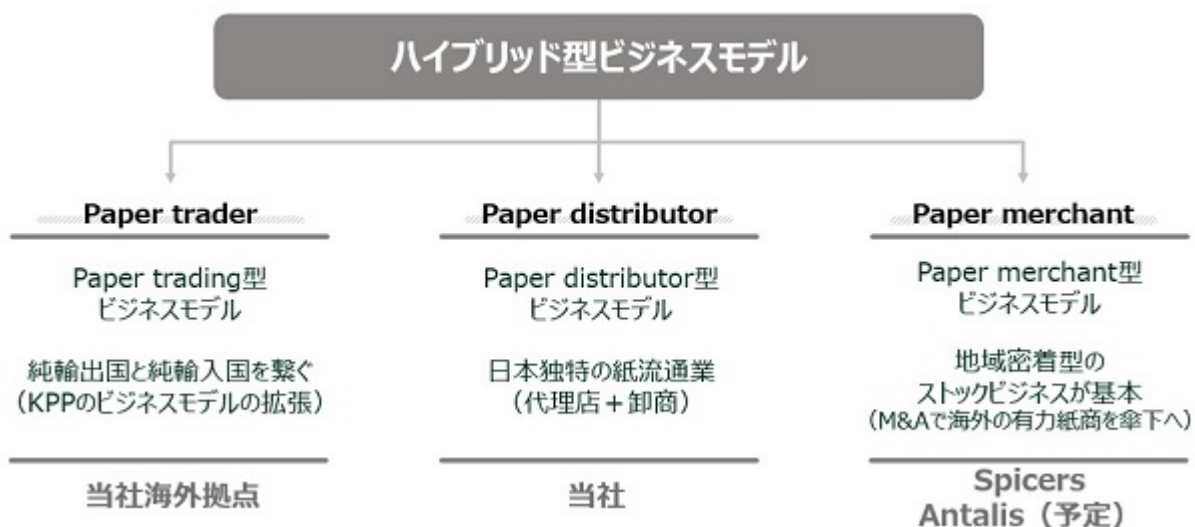 ハイブリッド型ビジネスモデル
Paper trader
Paper trading型
ビジネスモデル
純輸出国と純輸入国を繋ぐ
（KPPのビジネスモデルの拡張）
当社海外拠点
Paper distributor
Paper distributor型
ビジネスモデル
日本独特の紙流通業
（代理店＋卸商）
当社
Paper merchant
Paper merchant型
ビジネスモデル
地域密着型の
ストックビジネスが基本
（M&Aで海外の有力紙商を傘下へ）
Spicers
Antalis（予定）